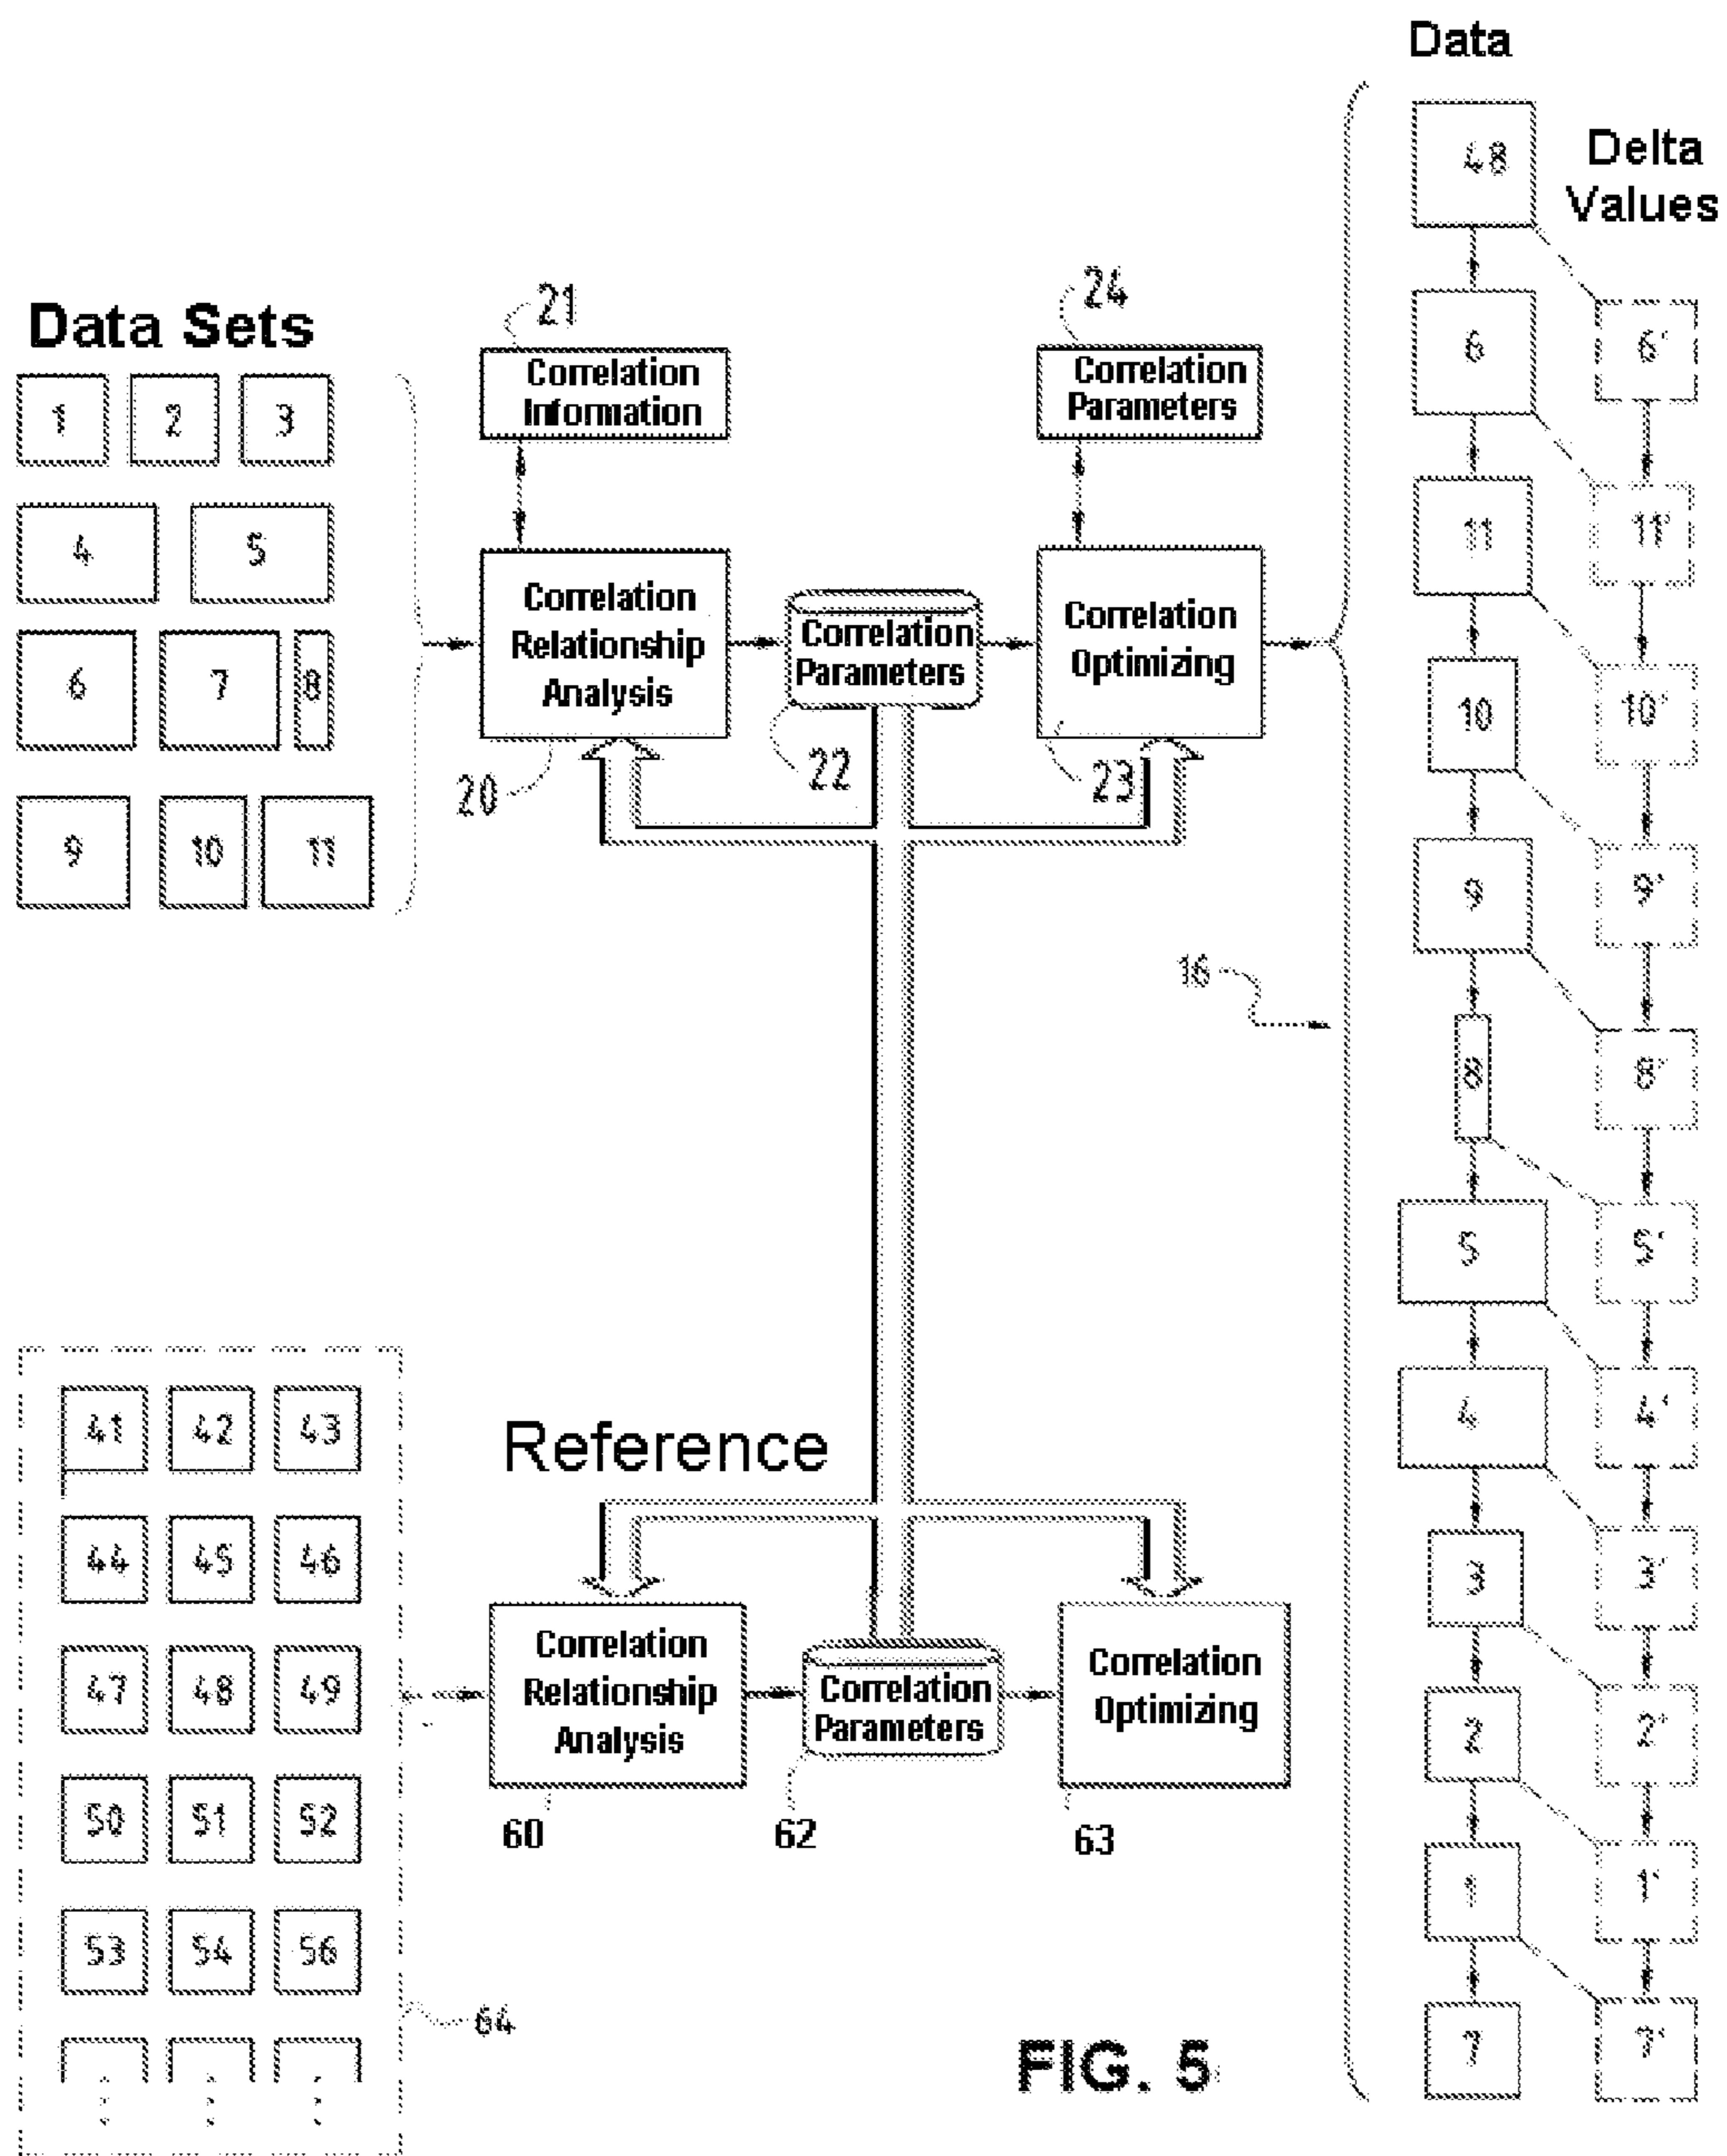 Data
Delta
Values
Data Sets
1 2 3
4 5
6 7 8
9 10 11
21
Correlation
Information
24
Correlation
Parameters
Correlation
Relationship
Analysis
20
Correlation
Parameters
22
Correlation
Optimizing
23
16
48
6 6'
11 11'
10 10'
9 9'
8 8'
5 5'
4 4'
3 3'
2 2'
1 1'
7 7'
Reference
41 42 43
44 45 46
47 48 49
50 51 52
53 54 56
64
Correlation
Relationship
Analysis
60
Correlation
Parameters
62
Correlation
Optimizing
63
FIG. 5